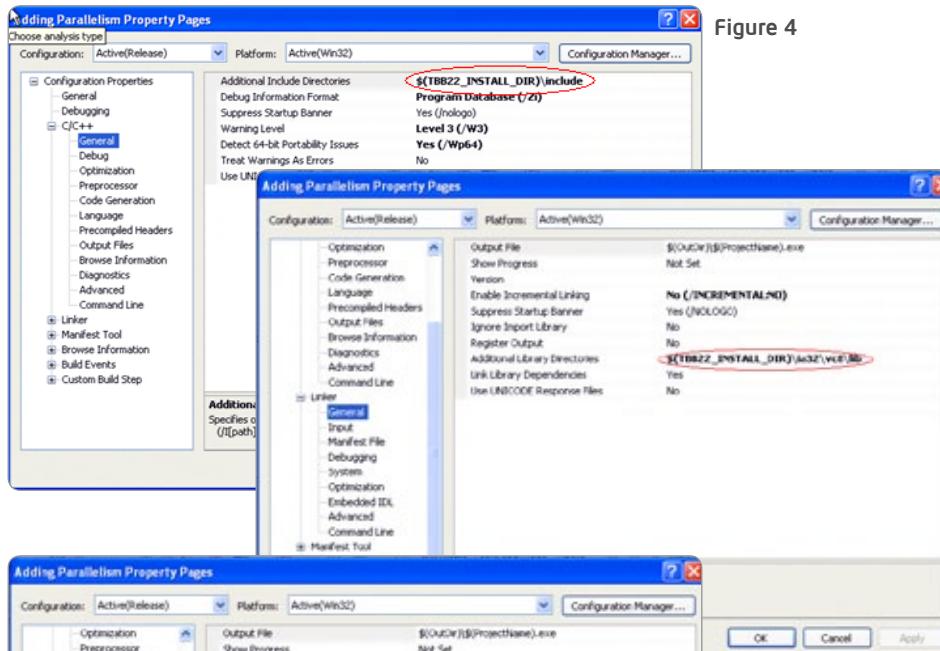 Figure 4
Adding Parallelism Property Pages
Choose analysis type
Configuration: Active(Release) Platform: Active(Win32) Configuration Manager...
Configuration Properties
General
Debugging
C/C++
General
Debug
Optimization
Preprocessor
Code Generation
Language
Precompiled Headers
Output Files
Browse Information
Diagnostics
Advanced
Command Line
Linker
Manifest Tool
Browse Information
Build Events
Custom Build Step
Additional Include Directories $(TBB22_INSTALL_DIR)\include
Debug Information Format Program Database (/Zi)
Suppress Startup Banner Yes (/nologo)
Warning Level Level 3 (/W3)
Detect 64-bit Portability Issues Yes (/Wp64)
Treat Warnings As Errors No
Use UNI
Additiona
Specifies o
(/I[path]
Adding Parallelism Property Pages
Configuration: Active(Release) Platform: Active(Win32) Configuration Manager...
Optimization
Preprocessor
Code Generation
Language
Precompiled Headers
Output Files
Browse Information
Diagnostics
Advanced
Command Line
Linker
General
Input
Manifest File
Debugging
System
Optimization
Embedded IDL
Advanced
Command Line
Manifest Tool
Output File $(OutDir)\$(ProjectName).exe
Show Progress Not Set
Version
Enable Incremental Linking No (/INCREMENTAL:NO)
Suppress Startup Banner Yes (/NOLOGO)
Ignore Import Library No
Register Output No
Additional Library Directories $(TBB22_INSTALL_DIR)\ia32\vc8\lib
Link Library Dependencies Yes
Use UNICODE Response Files No
OK Cancel Apply
Adding Parallelism Property Pages
Configuration: Active(Release) Platform: Active(Win32) Configuration Manager...
Optimization
Preprocessor
Output File $(OutDir)\$(ProjectName).exe
Show Progress Not Set